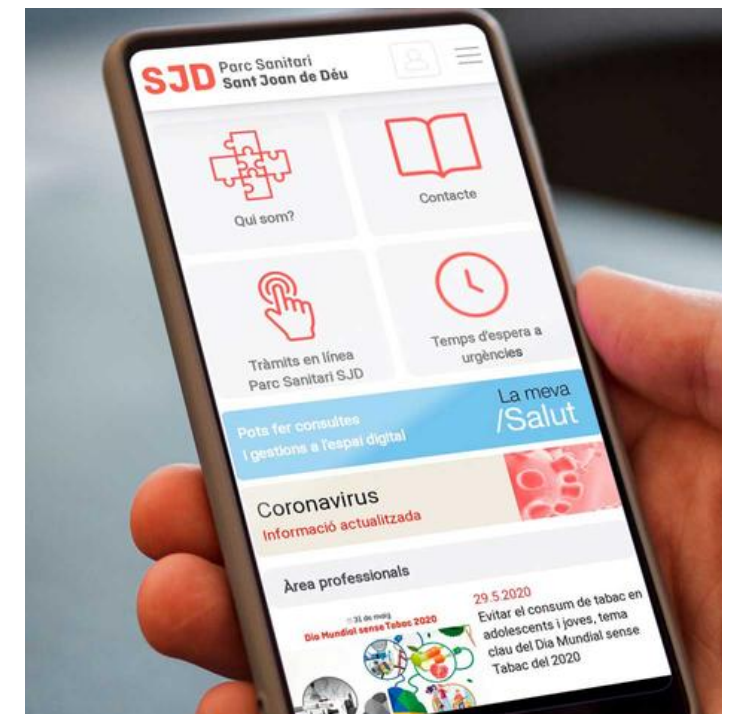 SJD Parc Sanitari
Sant Joan de Déu
Qui som?
Contacte
Tràmits en línea
Parc Sanitari SJD
Temps d'espera a
urgències
Pots fer consultes
i gestions a l'espai digital
La meva
/Salut
Coronavirus
Informació actualitzada
Àrea professionals
31 de maig
Dia Mundial sense Tabac 2020
29.5.2020
Evitar el consum de tabac en
adolescents i joves, tema
clau del Dia Mundial sense
Tabac del 2020